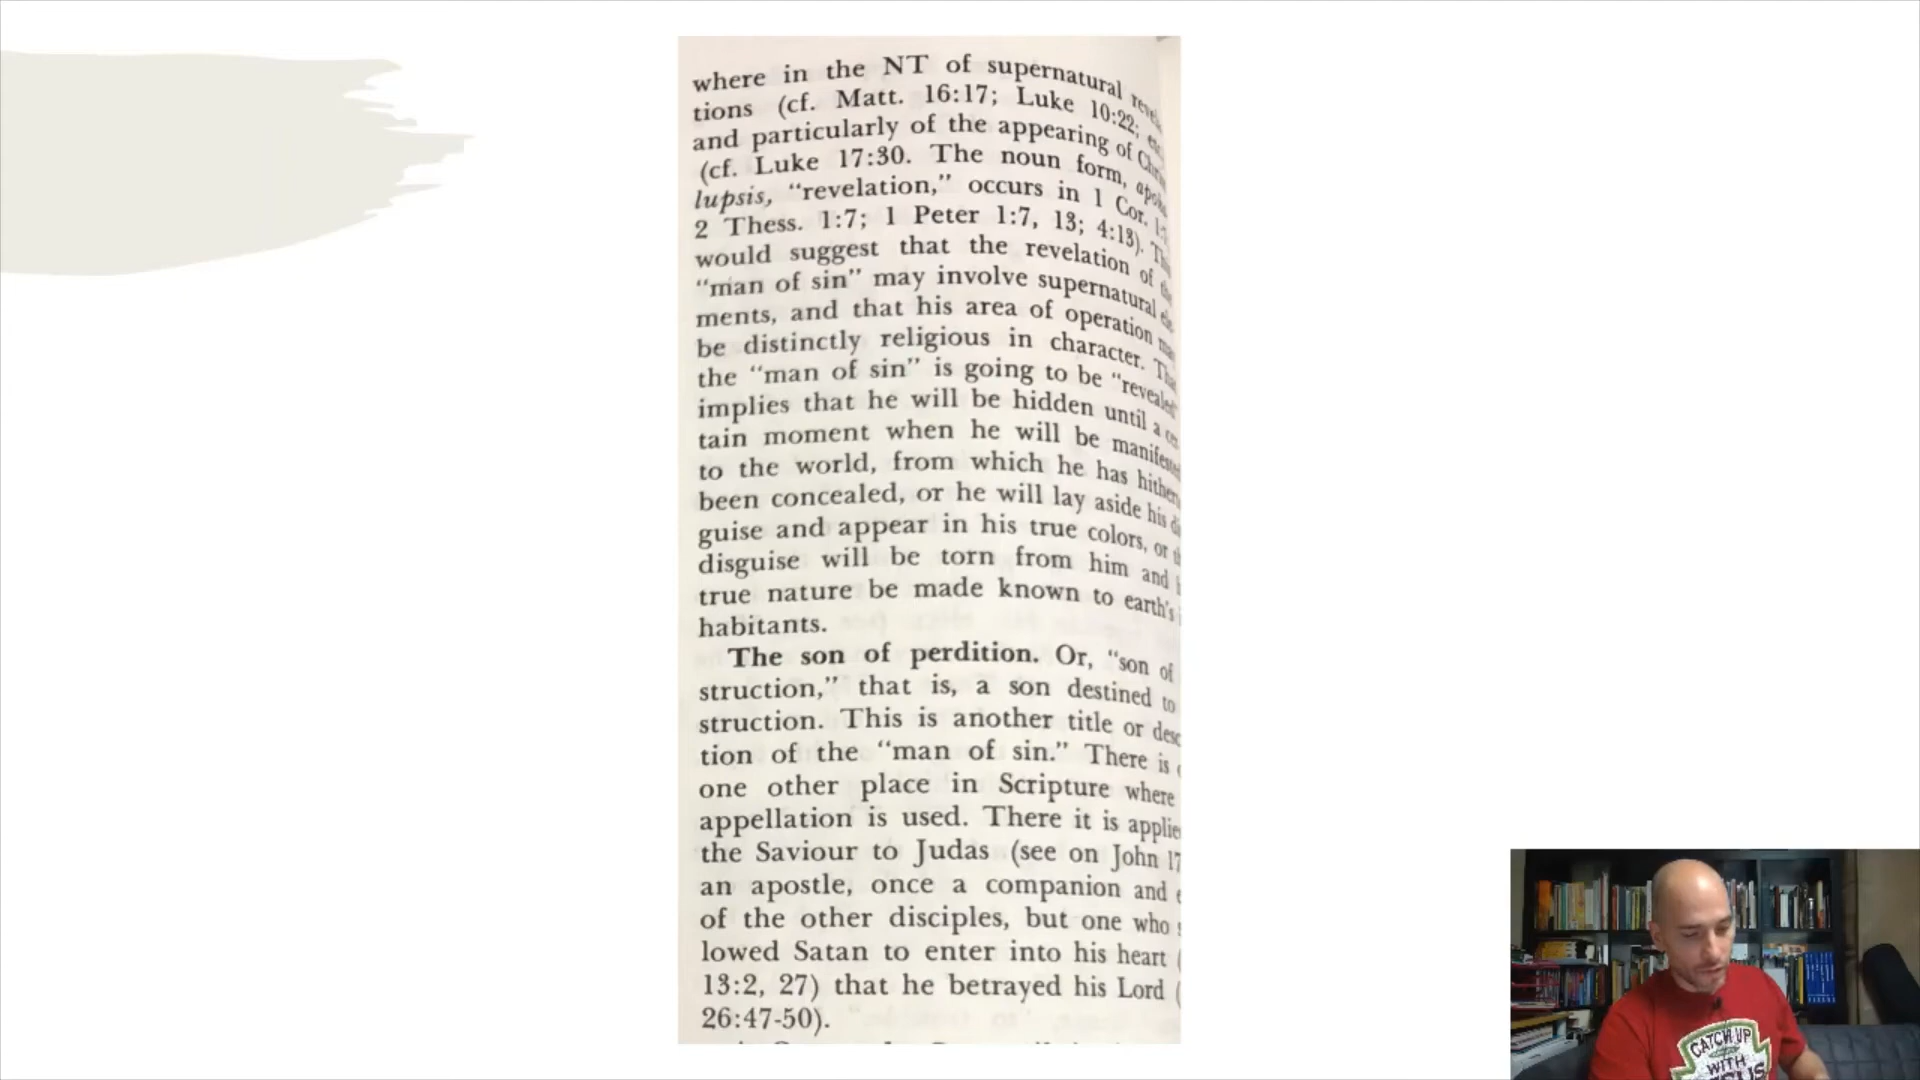 where in the NT of supernatural
tions (cf. Matt. 16:17; Luke 10:22;
and particularly of the appearing of
(cf. Luke 17:30. The noun form,
lupsis, “revelation,” occurs in 1 Cor.
2 Thess. 1:7; 1 Peter 1:7, 13; 4:13).
would suggest that the revelation of
“man of sin” may involve supernatural
ments, and that his area of operation
be distinctly religious in character.
the “man of sin” is going to be “revealed”
implies that he will be hidden until a
tain moment when he will be
to the world, from which he has
been concealed, or he will lay aside his
guise and appear in his true colors, or
disguise will be torn from him and
true nature be made known to earth's
habitants.
The son of perdition. Or, “son of
struction,” that is, a son destined to
struction. This is another title or
tion of the “man of sin.” There is
one other place in Scripture where
appellation is used. There it is
the Saviour to Judas (see on John
an apostle, once a companion and
of the other disciples, but one who
lowed Satan to enter into his heart (
13:2, 27) that he betrayed his Lord (
26:47-50).
CATCH UP
WITH